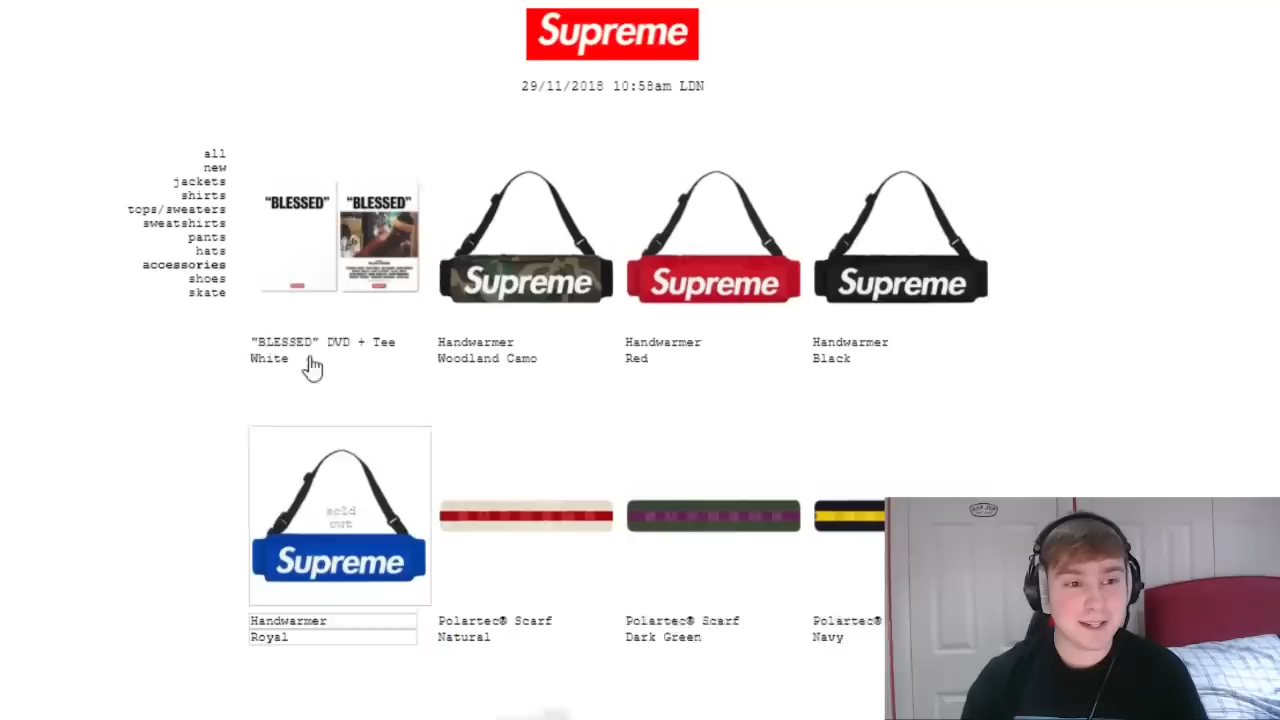 Supreme
29/11/2018 10:58am LDN
all
new
jackets
shirts
tops/sweaters
sweatshirts
pants
hats
accessories
shoes
skate
"BLESSED"
"BLESSED"
Supreme
Supreme
Supreme
"BLESSED" DVD + Tee
White
Handwarmer
Woodland Camo
Handwarmer
Red
Handwarmer
Black
sold
out
Supreme
Handwarmer
Royal
Polartec® Scarf
Natural
Polartec® Scarf
Dark Green
Polartec®
Navy